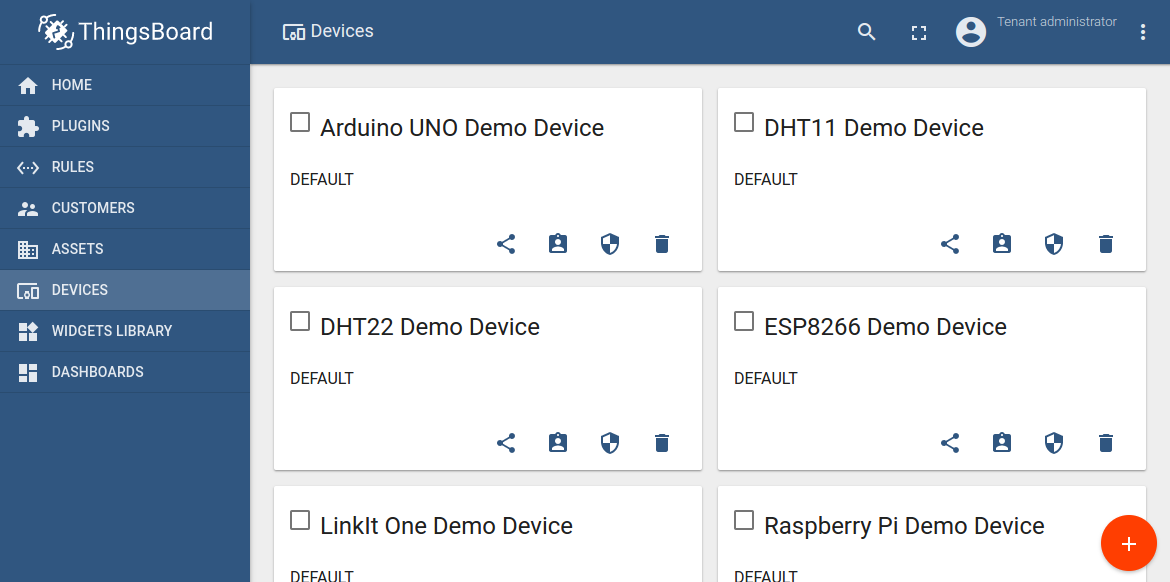 ThingsBoard
Devices
Tenant administrator
HOME
PLUGINS
RULES
CUSTOMERS
ASSETS
DEVICES
WIDGETS LIBRARY
DASHBOARDS
Arduino UNO Demo Device
DEFAULT
DHT11 Demo Device
DEFAULT
DHT22 Demo Device
DEFAULT
ESP8266 Demo Device
DEFAULT
LinkIt One Demo Device
DEFAULT
Raspberry Pi Demo Device
DEFAULT